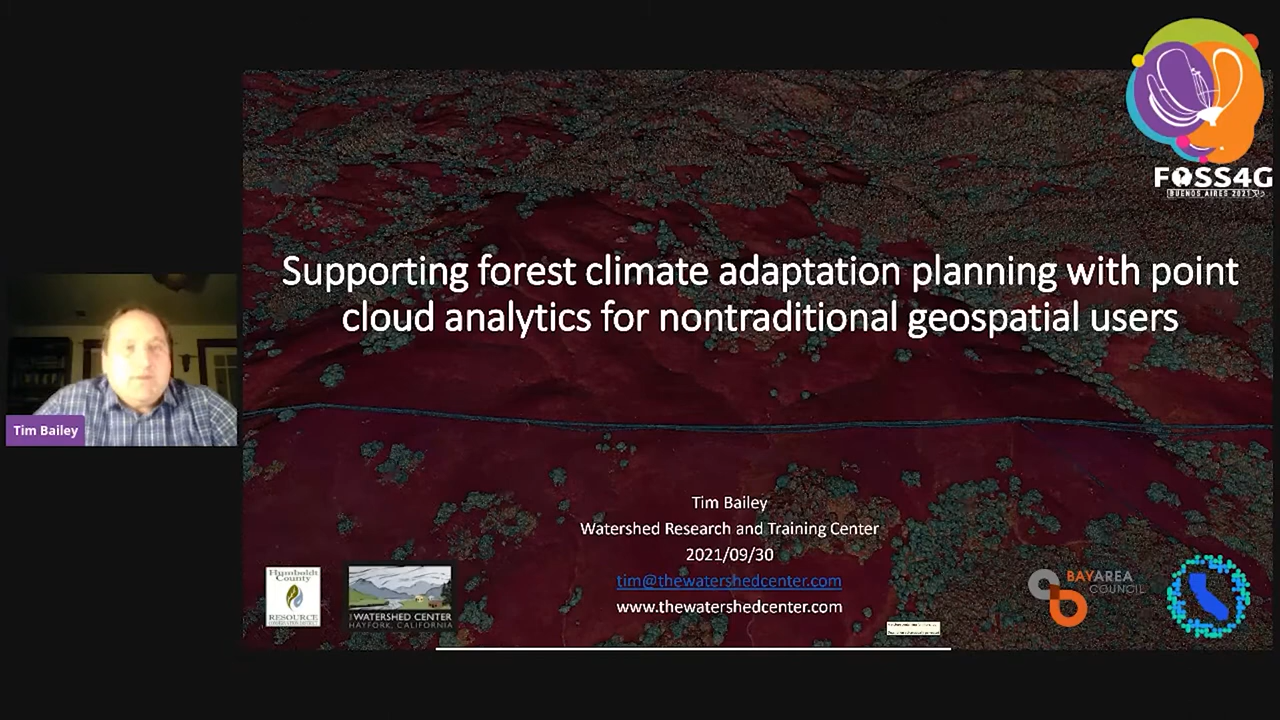 FOSS4G
BUENOS AIRES 2021
Supporting forest climate adaptation planning with point
cloud analytics for nontraditional geospatial users
Tim Bailey
Tim Bailey
Watershed Research and Training Center
2021/09/30
tim@thewatershedcenter.com
www.thewatershedcenter.com
Humboldt
County
RESOURCE
THE WATERSHED CENTER
HAYFORK, CALIFORNIA
BAYAREA
COUNCIL